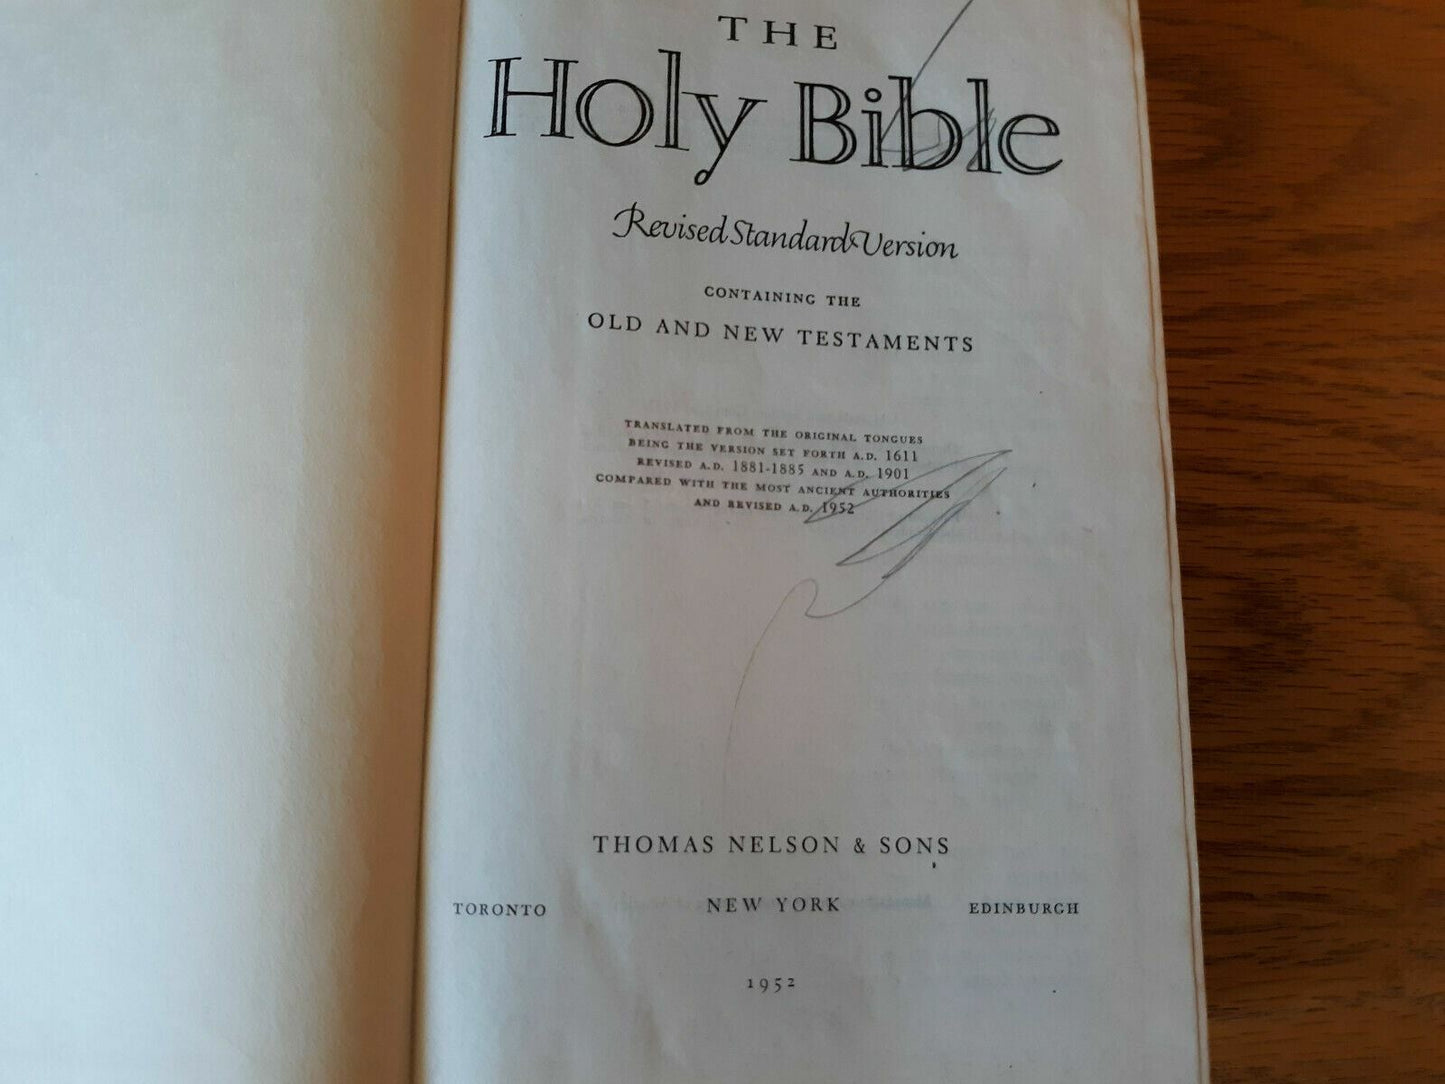 THE
Holy Bible
Revised Standard Version
CONTAINING THE
OLD AND NEW TESTAMENTS
TRANSLATED FROM THE ORIGINAL TONGUES
BEING THE VERSION SET FORTH A.D. 1611
REVISED A.D. 1881-1885 AND A.D. 1901
COMPARED WITH THE MOST ANCIENT AUTHORITIES
AND REVISED A.D. 1952
THOMAS NELSON & SONS
TORONTO NEW YORK EDINBURGH
1952